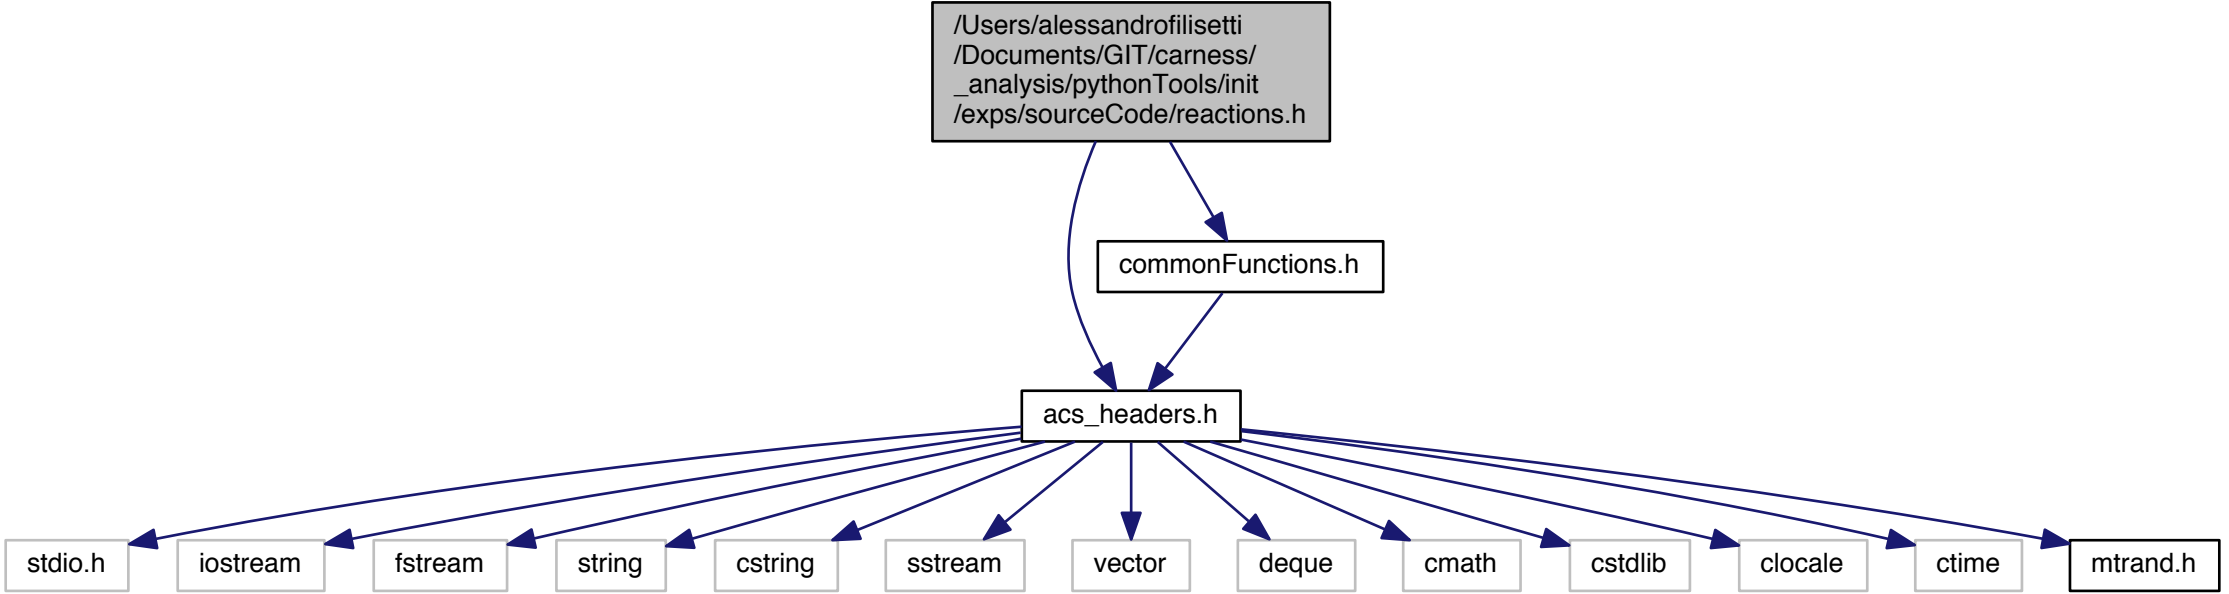 /Users/alessandrofilisetti
/Documents/GIT/carness/
_analysis/pythonTools/init
/exps/sourceCode/reactions.h
commonFunctions.h
acs_headers.h
stdio.h
iostream
fstream
string
cstring
sstream
vector
deque
cmath
cstdlib
clocale
ctime
mtrand.h